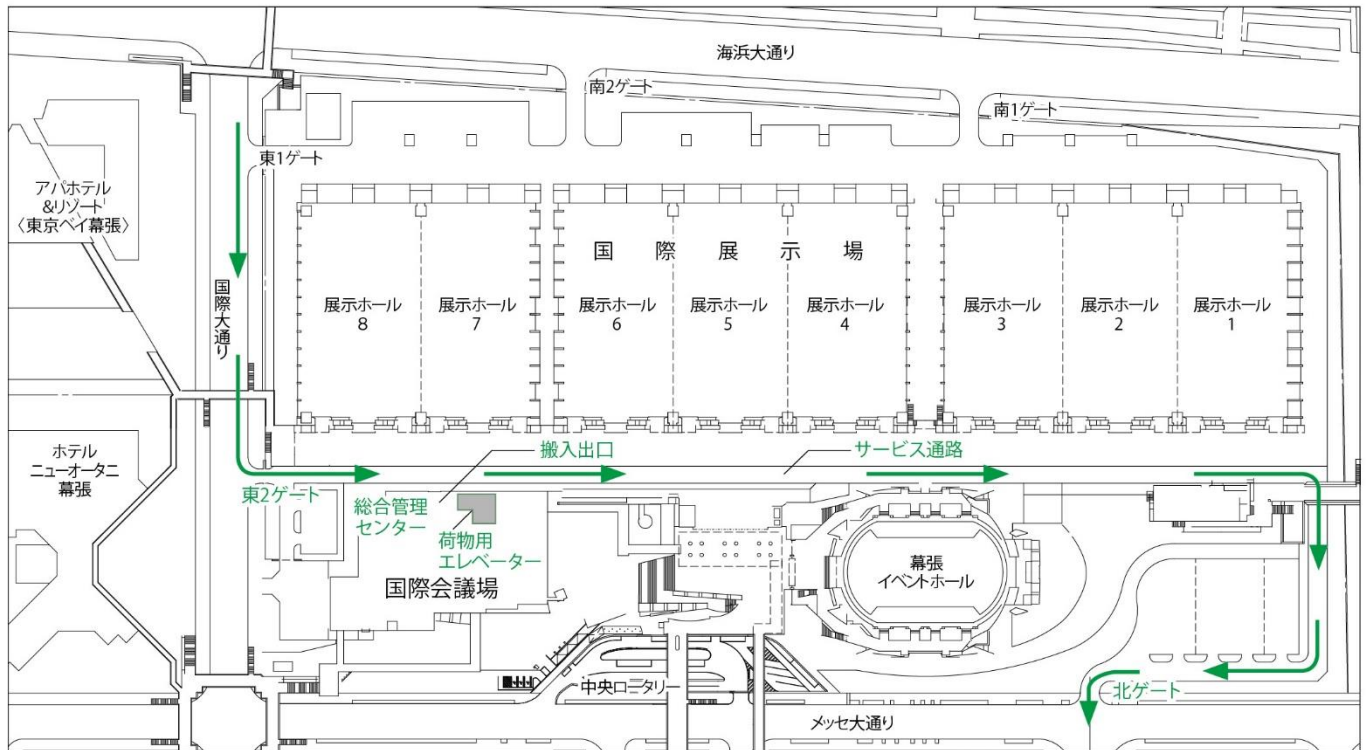 海浜大通り
南2ゲート
南1ゲート
東1ゲート
アパホテル
&リゾート
〈東京ベイ幕張〉
国際展示場
国際大通り
展示ホール
8
展示ホール
7
展示ホール
6
展示ホール
5
展示ホール
4
展示ホール
3
展示ホール
2
展示ホール
1
ホテル
ニューオータニ
幕張
搬入出口
サービス通路
東2ゲート
総合管理
センター
荷物用
エレベーター
国際会議場
幕張
イベントホール
中央ロータリー
北ゲート
メッセ大通り